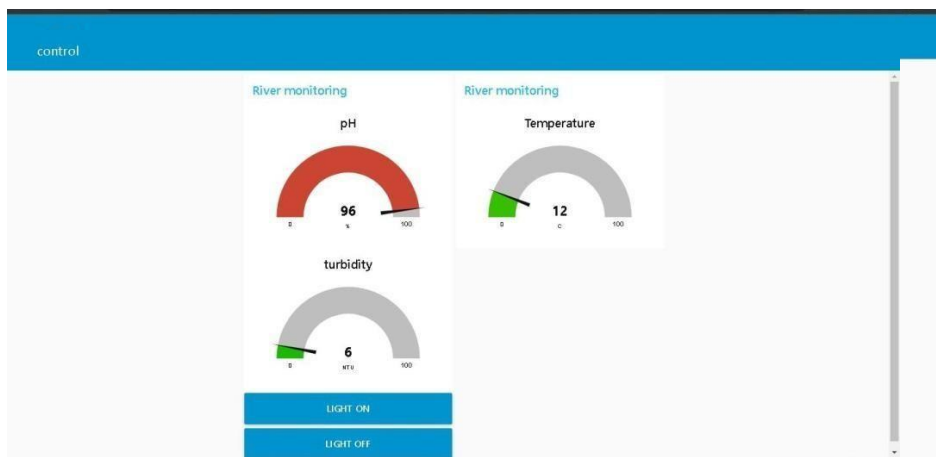 control
River monitoring
pH
96
%
0
100
turbidity
6
NTU
0
100
LIGHT ON
LIGHT OFF
River monitoring
Temperature
12
C
0
100